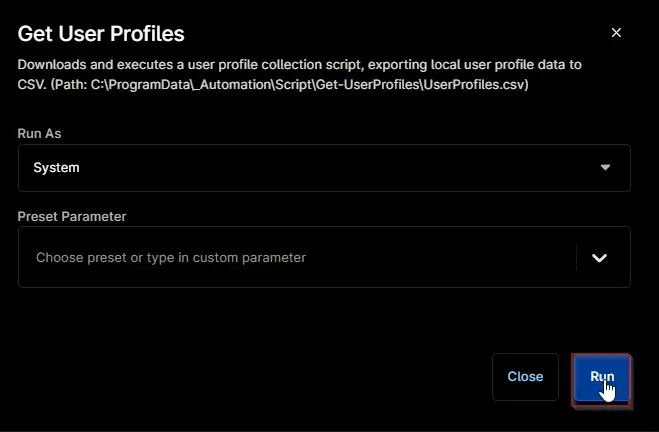 Get User Profiles
Downloads and executes a user profile collection script, exporting local user profile data to
CSV. (Path: C:\ProgramData\_Automation\Script\Get-UserProfiles\UserProfiles.csv)
Run As
System
Preset Parameter
Choose preset or type in custom parameter
Close
Run